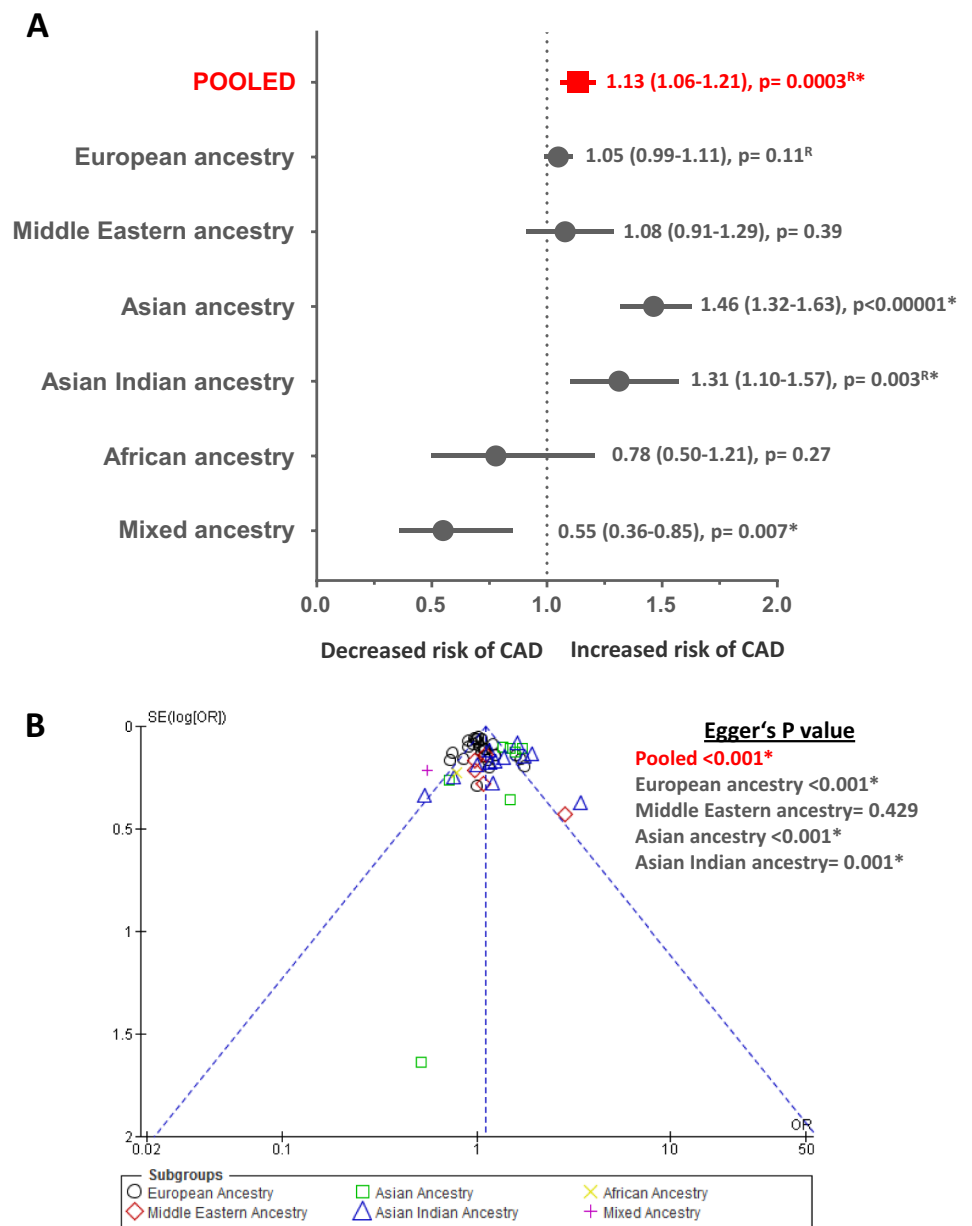 A
POOLED 1.13 (1.06-1.21), p= 0.0003ᴿ*
European ancestry 1.05 (0.99-1.11), p= 0.11ᴿ
Middle Eastern ancestry 1.08 (0.91-1.29), p= 0.39
Asian ancestry 1.46 (1.32-1.63), p<0.00001*
Asian Indian ancestry 1.31 (1.10-1.57), p= 0.003ᴿ*
African ancestry 0.78 (0.50-1.21), p= 0.27
Mixed ancestry 0.55 (0.36-0.85), p= 0.007*
0.0 0.5 1.0 1.5 2.0
Decreased risk of CAD Increased risk of CAD
B
SE(log[OR])
0
0.5
1
1.5
2
Egger‘s P value
Pooled <0.001*
European ancestry <0.001*
Middle Eastern ancestry= 0.429
Asian ancestry <0.001*
Asian Indian ancestry= 0.001*
OR
0.02 0.1 1 10 50
Subgroups
European Ancestry Asian Ancestry African Ancestry
Middle Eastern Ancestry Asian Indian Ancestry Mixed Ancestry